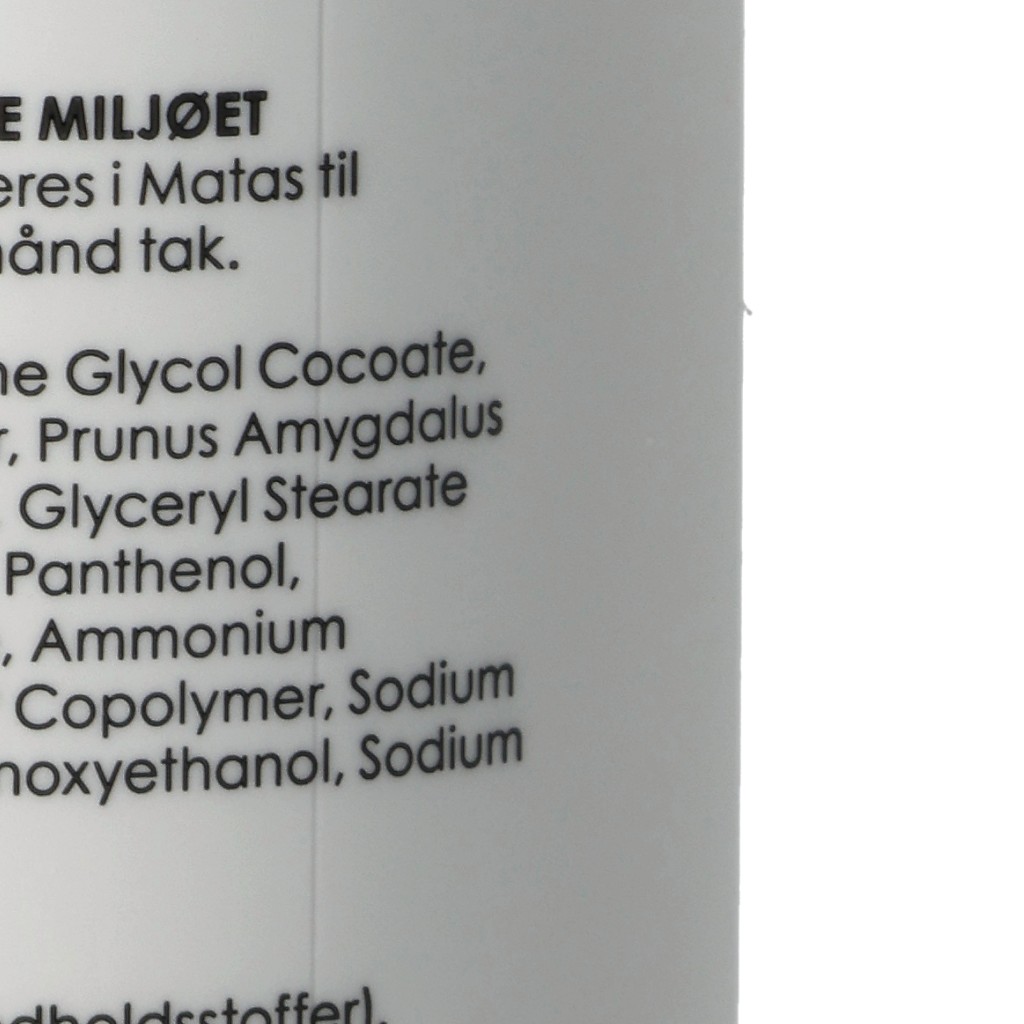 E MILJØET
eres i Matas til
hånd tak.
ne Glycol Cocoate,
r, Prunus Amygdalus
Glyceryl Stearate
Panthenol,
, Ammonium
Copolymer, Sodium
noxyethanol, Sodium
dholdsstoffer).